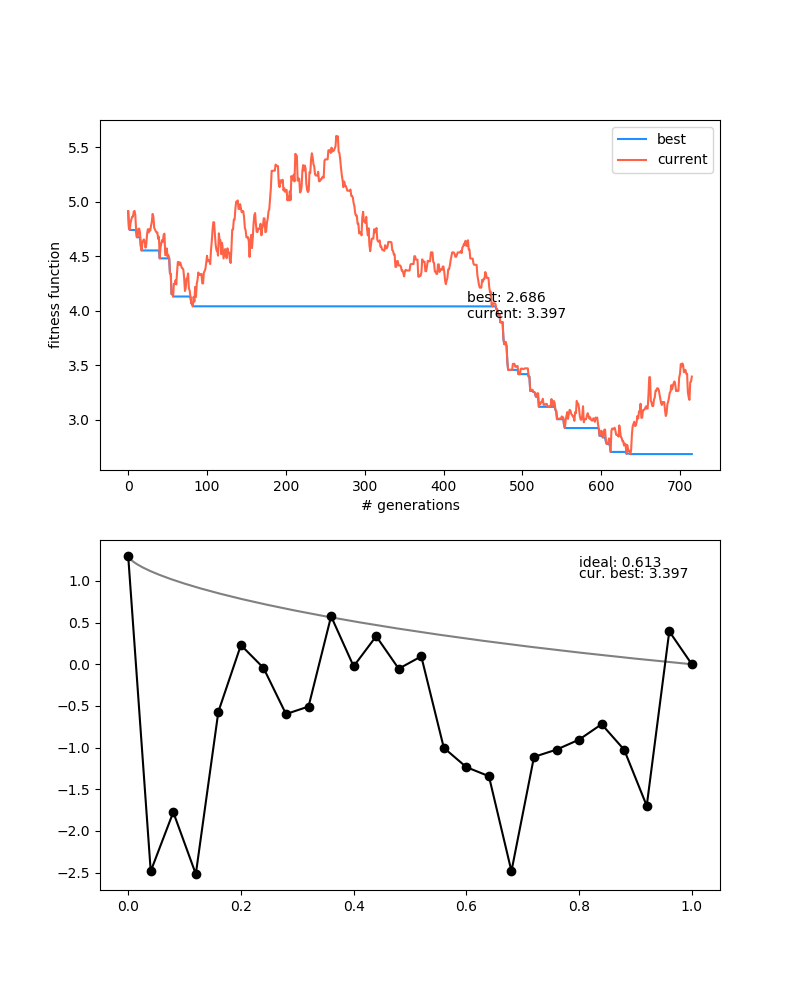 5.5
5.0
4.5
4.0
3.5
3.0
fitness function
best
current
best: 2.686
current: 3.397
0 100 200 300 400 500 600 700
# generations
1.0
0.5
0.0
−0.5
−1.0
−1.5
−2.0
−2.5
ideal: 0.613
cur. best: 3.397
0.0 0.2 0.4 0.6 0.8 1.0